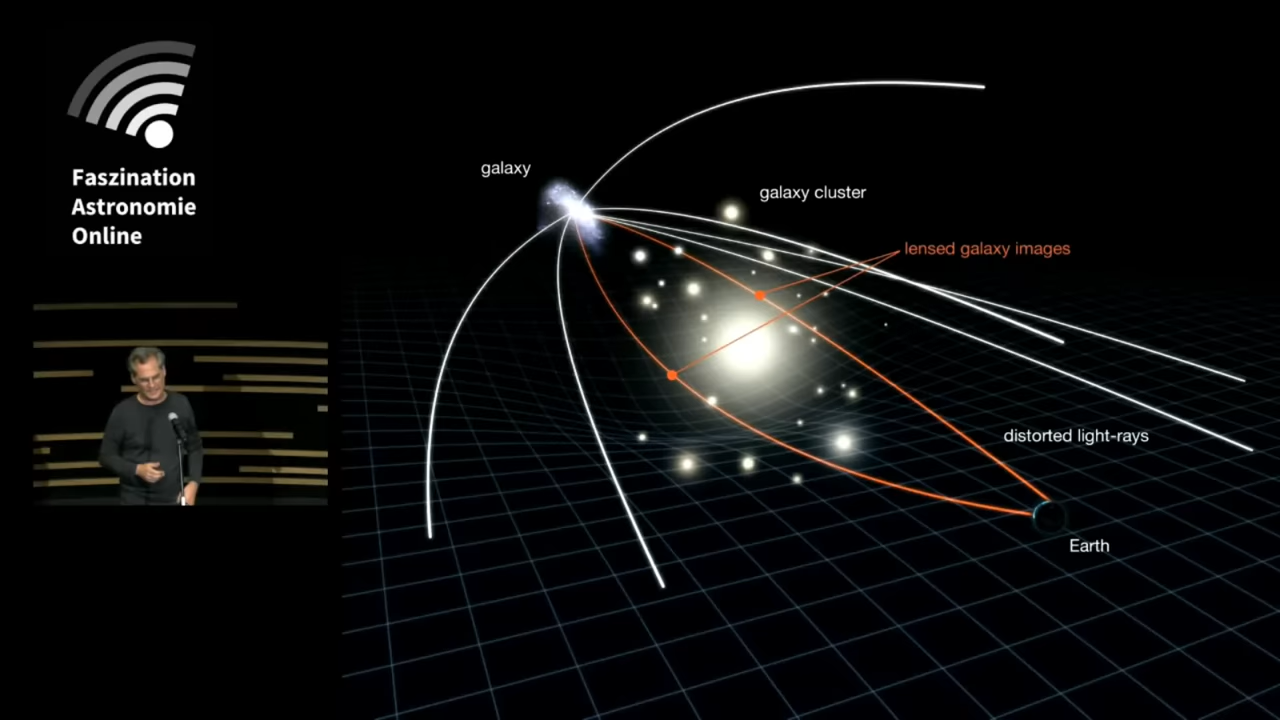 Faszination
Astronomie
Online
galaxy
galaxy cluster
lensed galaxy images
distorted light-rays
Earth